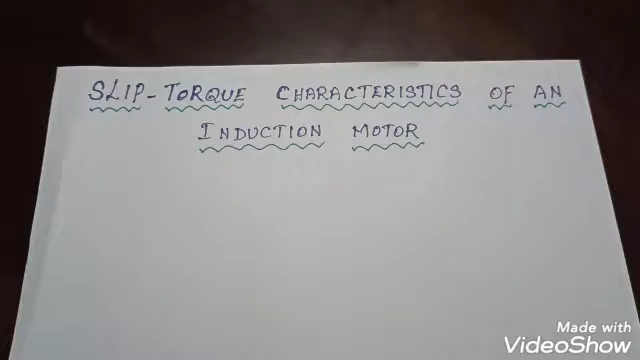 SLIP-TORQUE CHARACTERISTICS OF AN
INDUCTION MOTOR
Made with
VideoShow